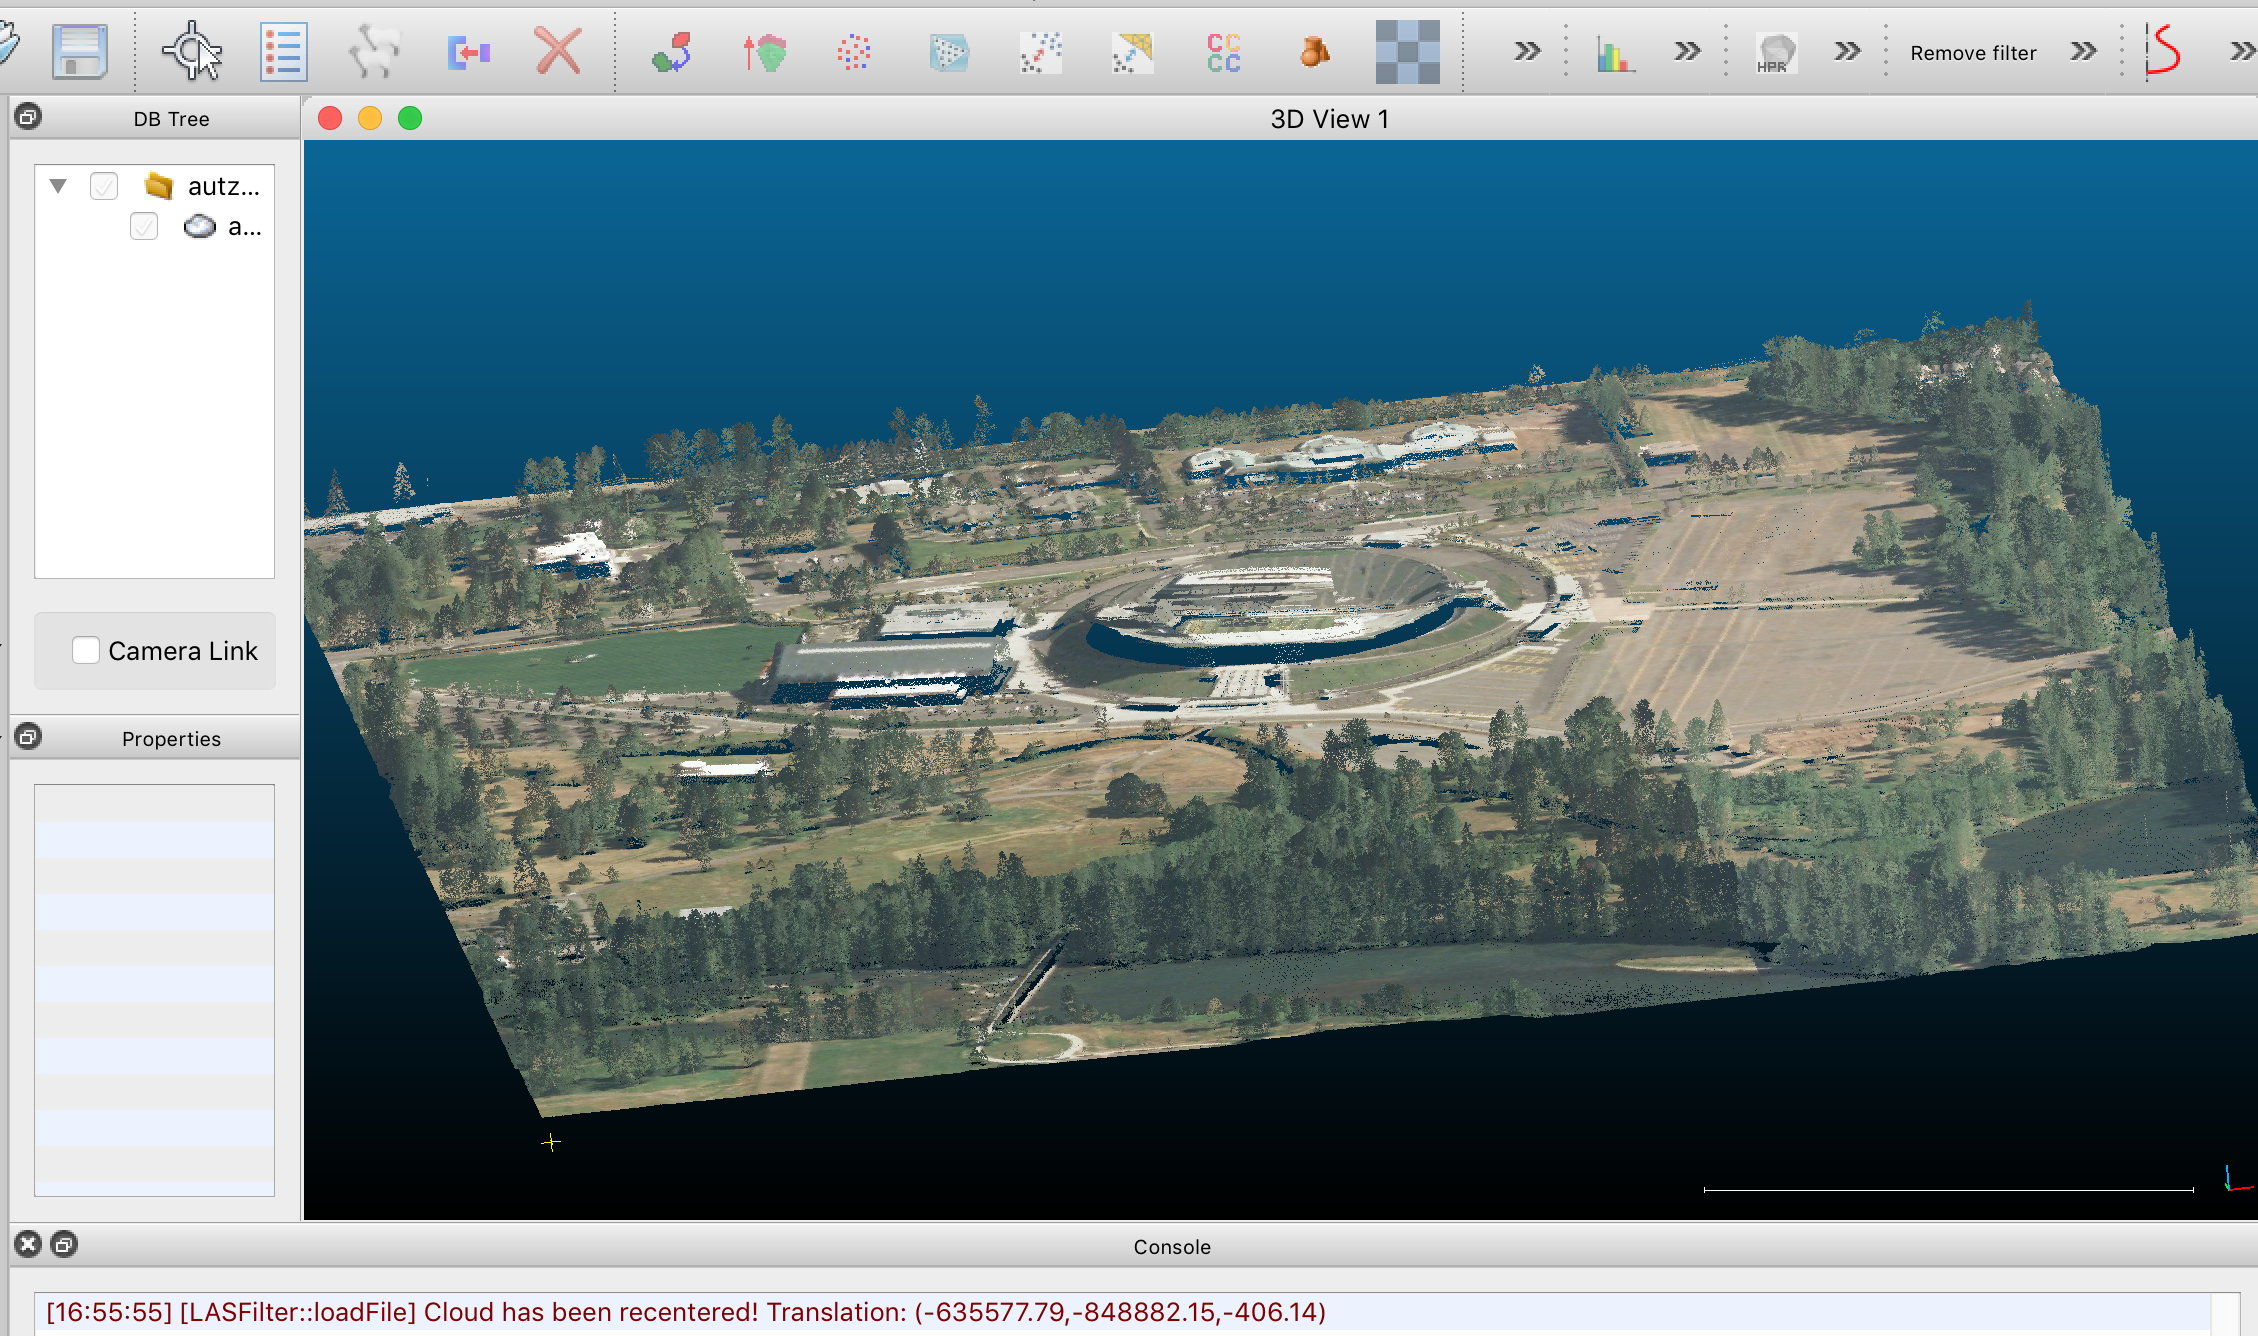 CC
CC
HPR
Remove filter
DB Tree
3D View 1
autz...
a...
Camera Link
Properties
Console
[16:55:55] [LASFilter::loadFile] Cloud has been recentered! Translation: (-635577.79,-848882.15,-406.14)